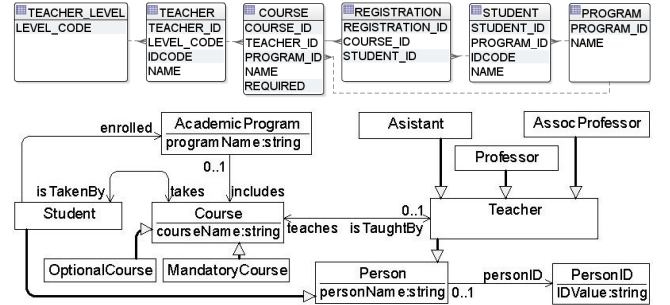 TEACHER_LEVEL TEACHER COURSE REGISTRATION STUDENT PROGRAM
LEVEL_CODE TEACHER_ID COURSE_ID REGISTRATION_ID STUDENT_ID PROGRAM_ID
LEVEL_CODE TEACHER_ID COURSE_ID PROGRAM_ID NAME
IDCODE PROGRAM_ID STUDENT_ID IDCODE
NAME NAME NAME
REQUIRED
enrolled AcademicProgram Asistant AssocProfessor
programName:string
Professor
0..1
isTakenBy takes includes
Student Course 0..1 Teacher
courseName:string teaches isTaughtBy
OptionalCourse MandatoryCourse Person personID PersonID
personName:string 0..1 IDValue:string